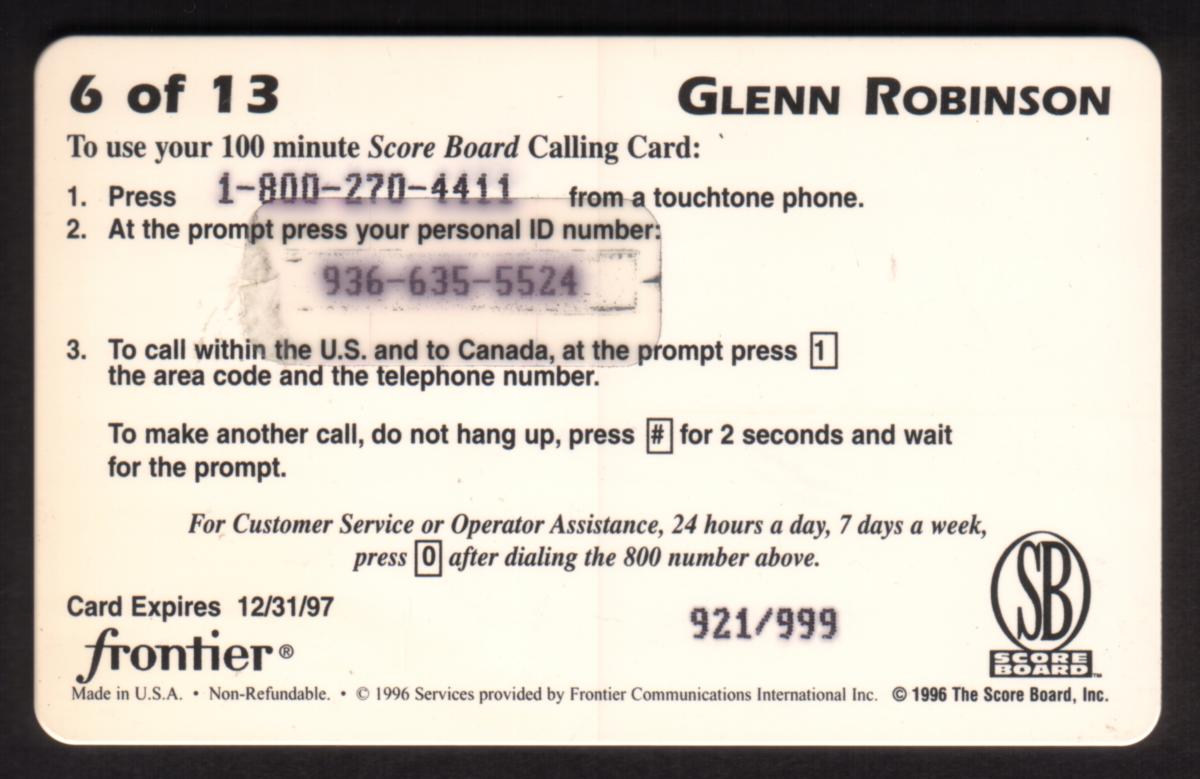 6 of 13
GLENN ROBINSON
To use your 100 minute Score Board Calling Card:
1. Press 1-800-270-4411 from a touchtone phone.
2. At the prompt press your personal ID number:
936-635-5524
3. To call within the U.S. and to Canada, at the prompt press 1
the area code and the telephone number.
To make another call, do not hang up, press # for 2 seconds and wait
for the prompt.
For Customer Service or Operator Assistance, 24 hours a day, 7 days a week,
press 0 after dialing the 800 number above.
Card Expires 12/31/97
921/999
frontier®
SB
SCORE
BOARD™
Made in U.S.A. • Non-Refundable. • © 1996 Services provided by Frontier Communications International Inc. © 1996 The Score Board, Inc.